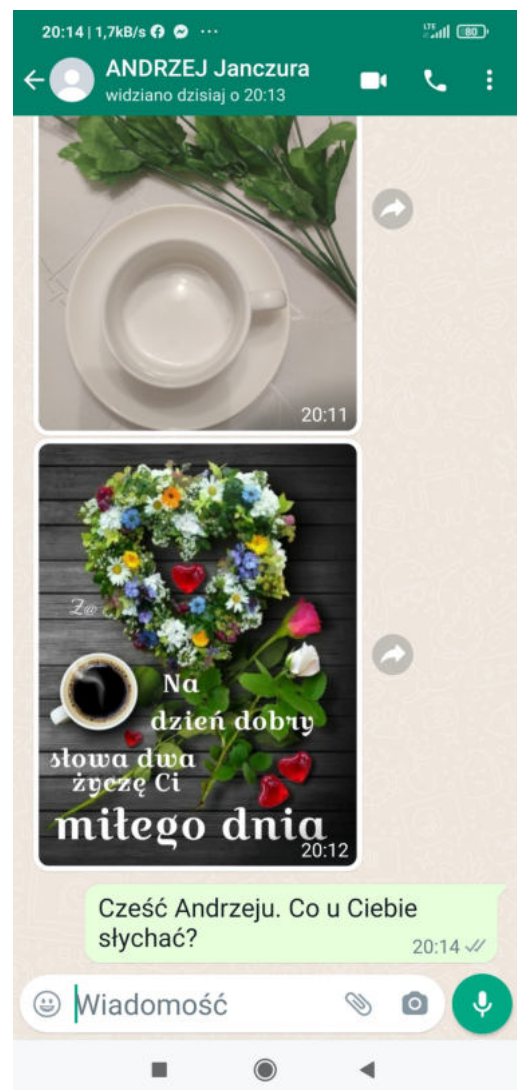 20:14 | 1,7kB/s ...
LTE
80
ANDRZEJ Janczura
widziano dzisiaj o 20:13
20:11
Z@
Na
dzień dobry
słowa dwa
życzę Ci
miłego dnia
20:12
Cześć Andrzeju. Co u Ciebie
słychać?
20:14
Wiadomość